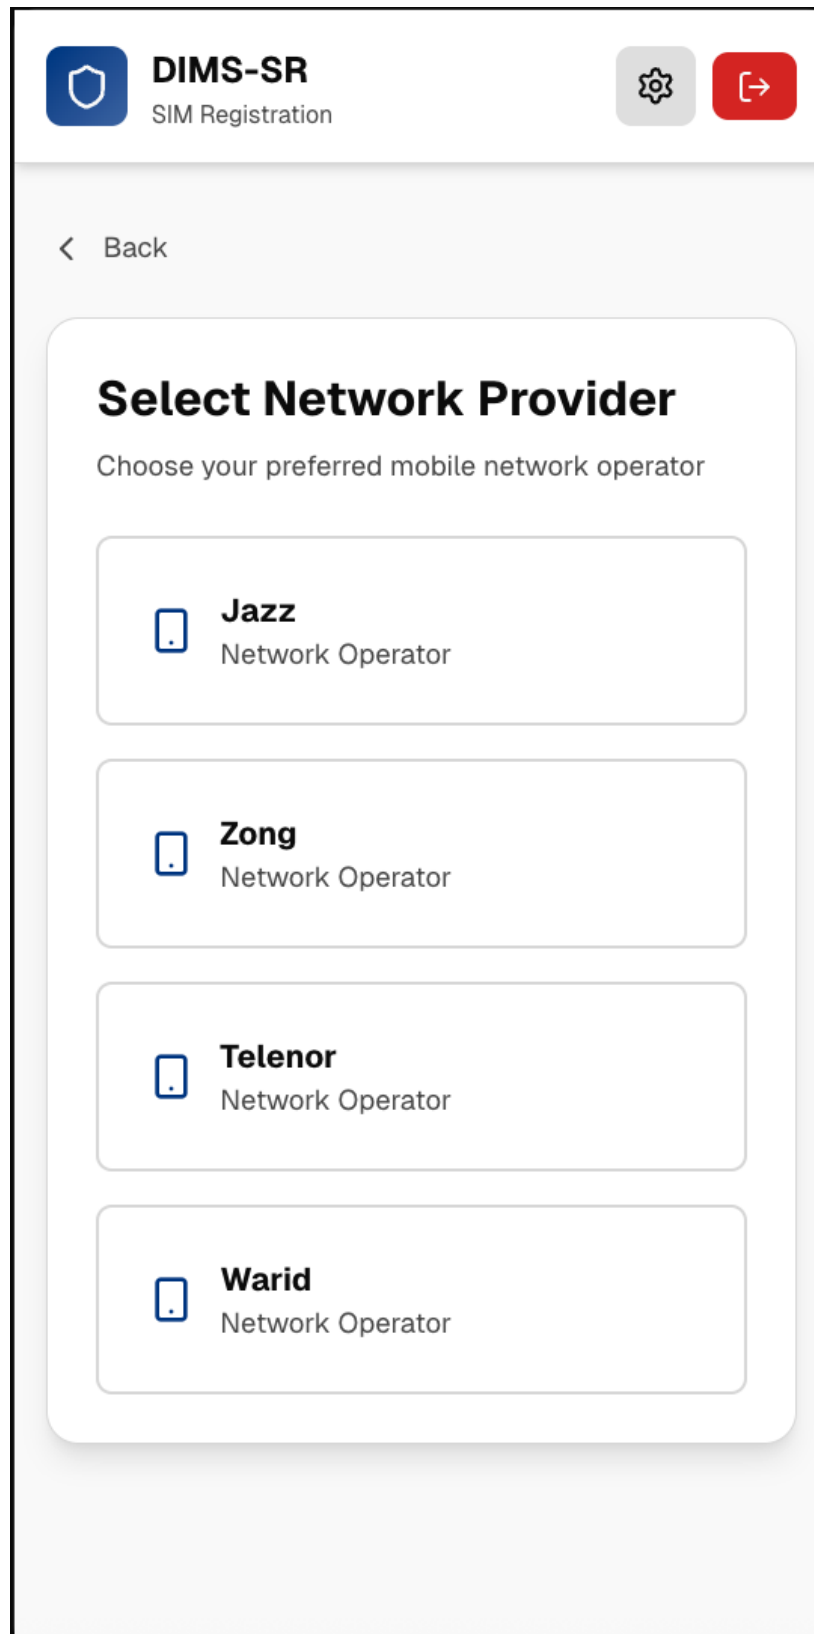 DIMS-SR
SIM Registration
Back
Select Network Provider
Choose your preferred mobile network operator
Jazz
Network Operator
Zong
Network Operator
Telenor
Network Operator
Warid
Network Operator